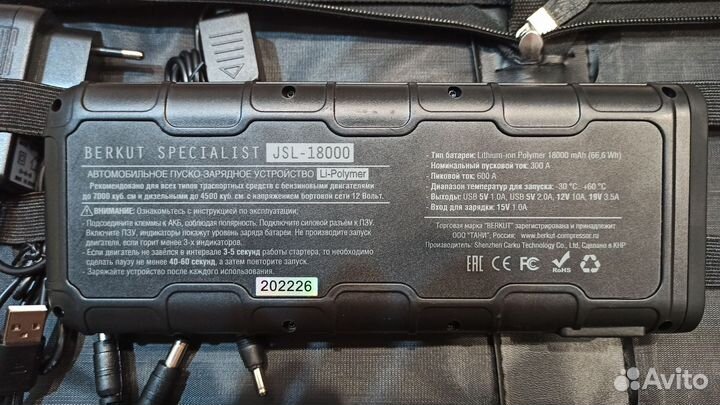 BERKUT SPECIALIST JSL-18000
АВТОМОБИЛЬНОЕ ПУСКО-ЗАРЯДНОЕ УСТРОЙСТВО Li-Polymer
Рекомендовано для всех типов траспортных средств с бензиновыми двигателями
до 7000 куб. см и дизельными до 4500 куб. см. с напряжением бортовой сети 12 Вольт.
ВНИМАНИЕ: Ознакомьтесь с инструкцией по эксплуатации:
- Подсоедините клеммы к АКБ, соблюдая полярность. Подключите силовой разъём к ПЗУ.
Включите ПЗУ, индикаторы покажут уровень заряда батареи. Не производите запуск
двигателя, если горит менее 3-х индикаторов.
- Если двигатель не завёлся в интервале 3-5 секунд работы стартера, то необходимо
сделать паузу не менее 40-60 секунд, а затем повторить запуск.
- Заряжайте устройство после каждого использования.
202226
- Тип батареи: Lithium-ion Polymer 18000 mAh (66,6 Wh)
- Номинальный пусковой ток: 300 А
- Пиковый ток: 600 А
- Диапазон температур для запуска: -30 °C.. +60 °C
- Выходы: USB 5V 1.0A, USB 5V 2.0A, 12V 10A, 19V 3.5A
- Вход для зарядки: 15V 1.0A
Торговая марка "BERKUT" зарегистрирована и принадлежит
ООО "ТАНИ", Россия; www.berkut-compressor.ru
Производитель: Shenzhen Carku Technology Co., Ltd, Сделано в КНР
EAC CE FC RoHS
Avito